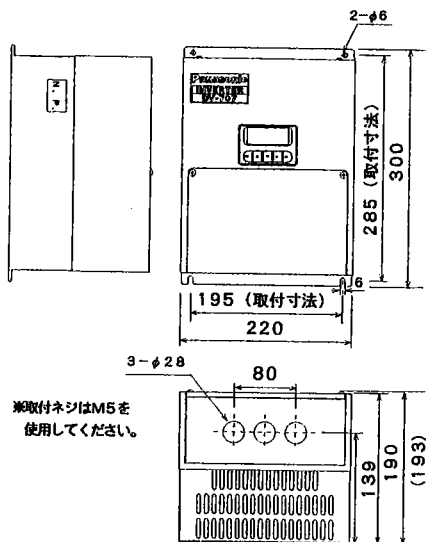 2-φ6
N.P.
Panasonic
INVERTER
DV-707
285(取付寸法)
300
6
195(取付寸法)
220
3-φ28
80
※取付ネジはM5を
使用してください。
139
190
(193)